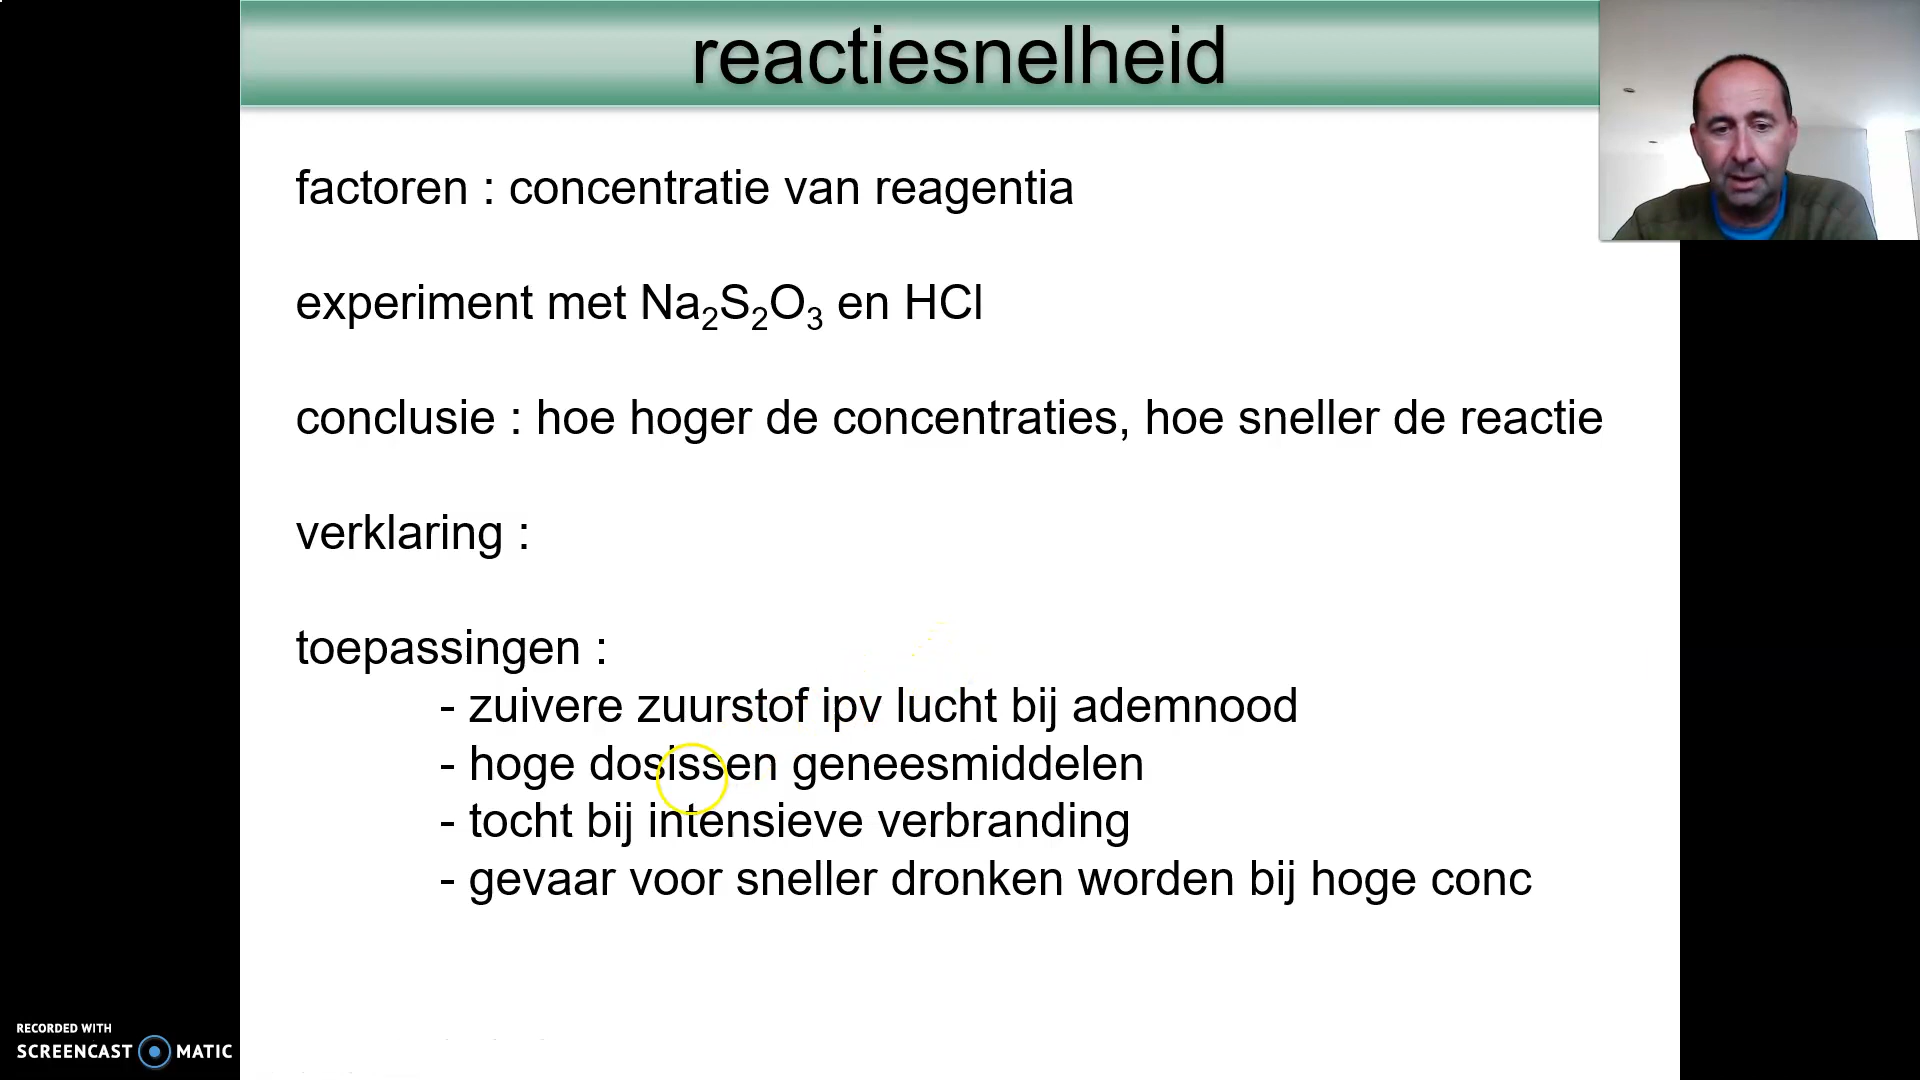 reactiesnelheid
factoren : concentratie van reagentia
experiment met Na₂S₂O₃ en HCl
conclusie : hoe hoger de concentraties, hoe sneller de reactie
verklaring :
toepassingen :
- zuivere zuurstof ipv lucht bij ademnood
- hoge dosissen geneesmiddelen
- tocht bij intensieve verbranding
- gevaar voor sneller dronken worden bij hoge conc
RECORDED WITH
SCREENCAST MATIC